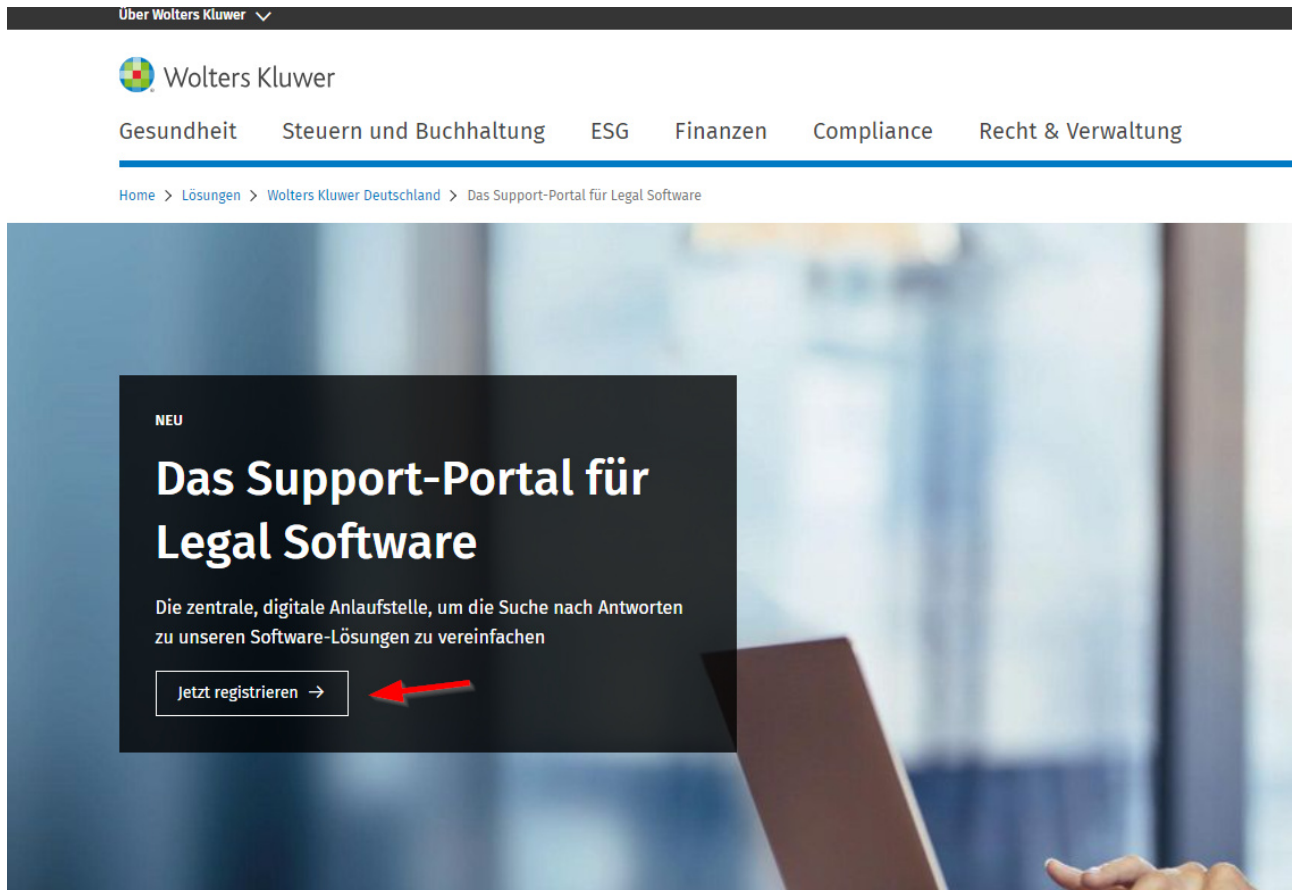 Über Wolters Kluwer
Wolters Kluwer
Gesundheit Steuern und Buchhaltung ESG Finanzen Compliance Recht & Verwaltung
Home > Lösungen > Wolters Kluwer Deutschland > Das Support-Portal für Legal Software
NEU
Das Support-Portal für
Legal Software
Die zentrale, digitale Anlaufstelle, um die Suche nach Antworten
zu unseren Software-Lösungen zu vereinfachen
Jetzt registrieren →